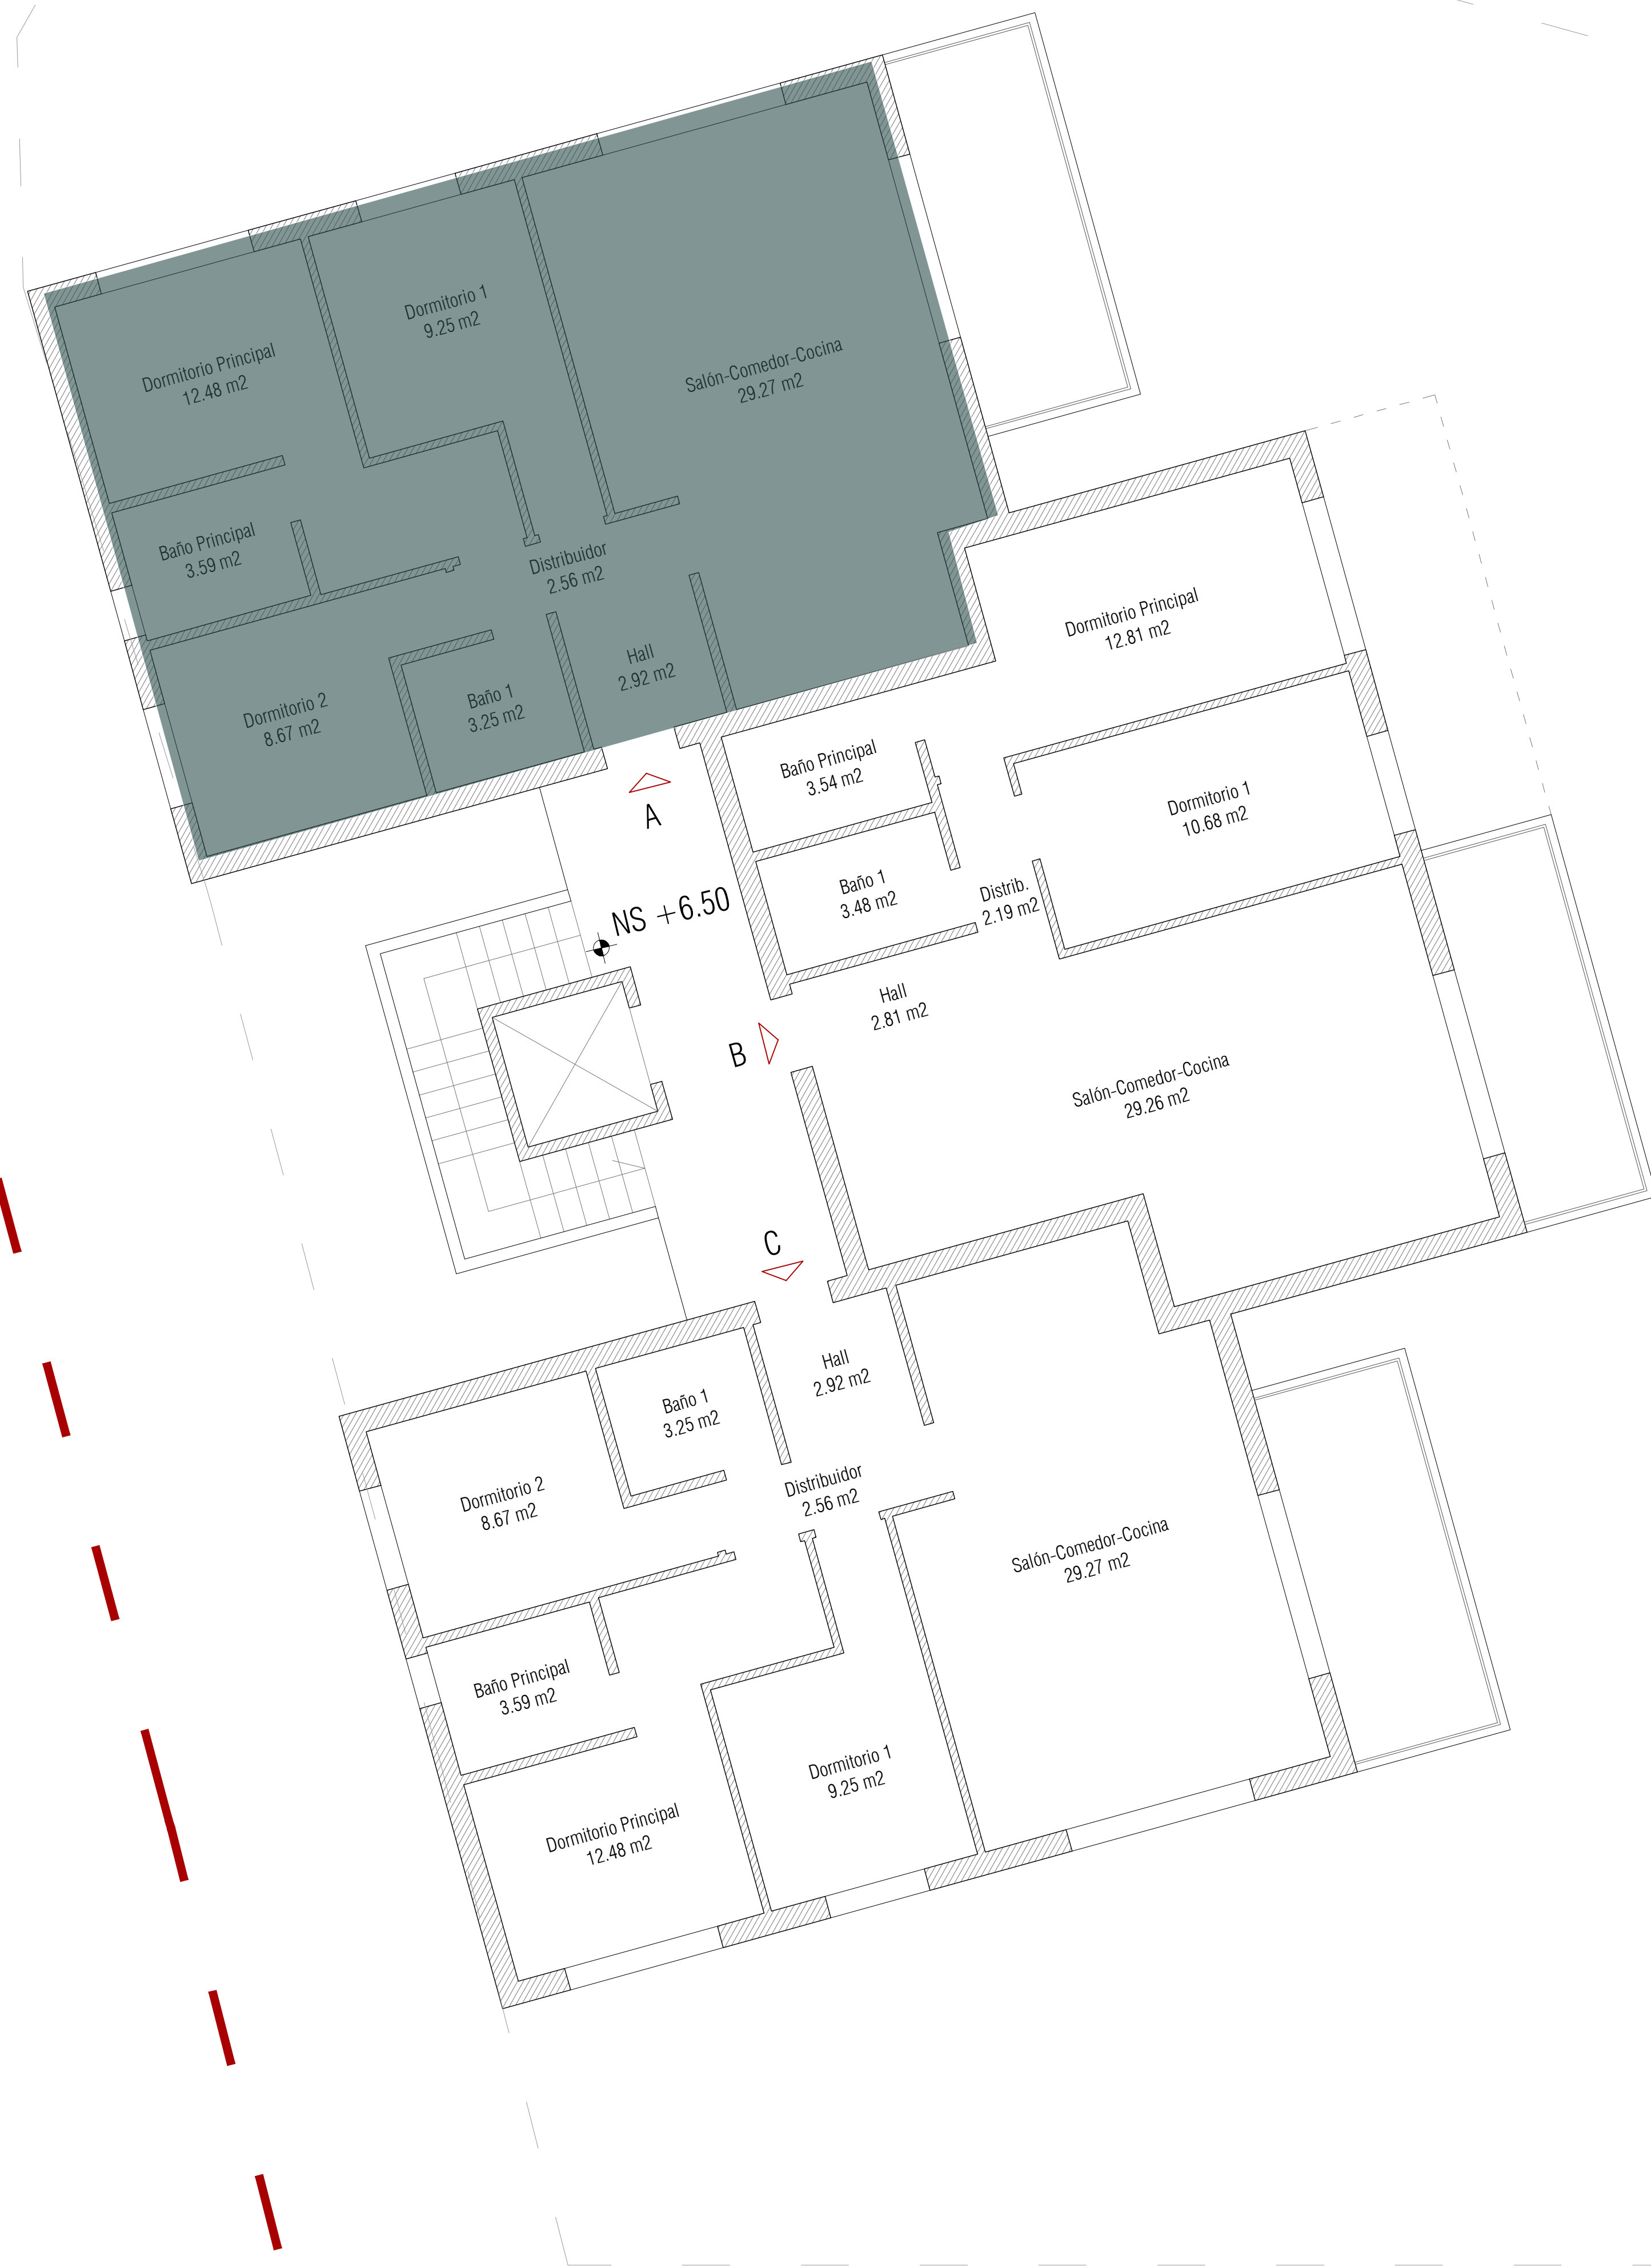 Dormitorio 1
9.25 m2
Dormitorio Principal
12.48 m2
Salón-Comedor-Cocina
29.27 m2
Baño Principal
3.59 m2
Distribuidor
2.56 m2
Hall
2.92 m2
Dormitorio 2
8.67 m2
Baño 1
3.25 m2
A
Dormitorio Principal
12.81 m2
Baño Principal
3.54 m2
Dormitorio 1
10.68 m2
Baño 1
3.48 m2
Distrib.
2.19 m2
NS +6.50
Hall
2.81 m2
B
Salón-Comedor-Cocina
29.26 m2
C
Hall
2.92 m2
Baño 1
3.25 m2
Distribuidor
2.56 m2
Dormitorio 2
8.67 m2
Salón-Comedor-Cocina
29.27 m2
Baño Principal
3.59 m2
Dormitorio 1
9.25 m2
Dormitorio Principal
12.48 m2